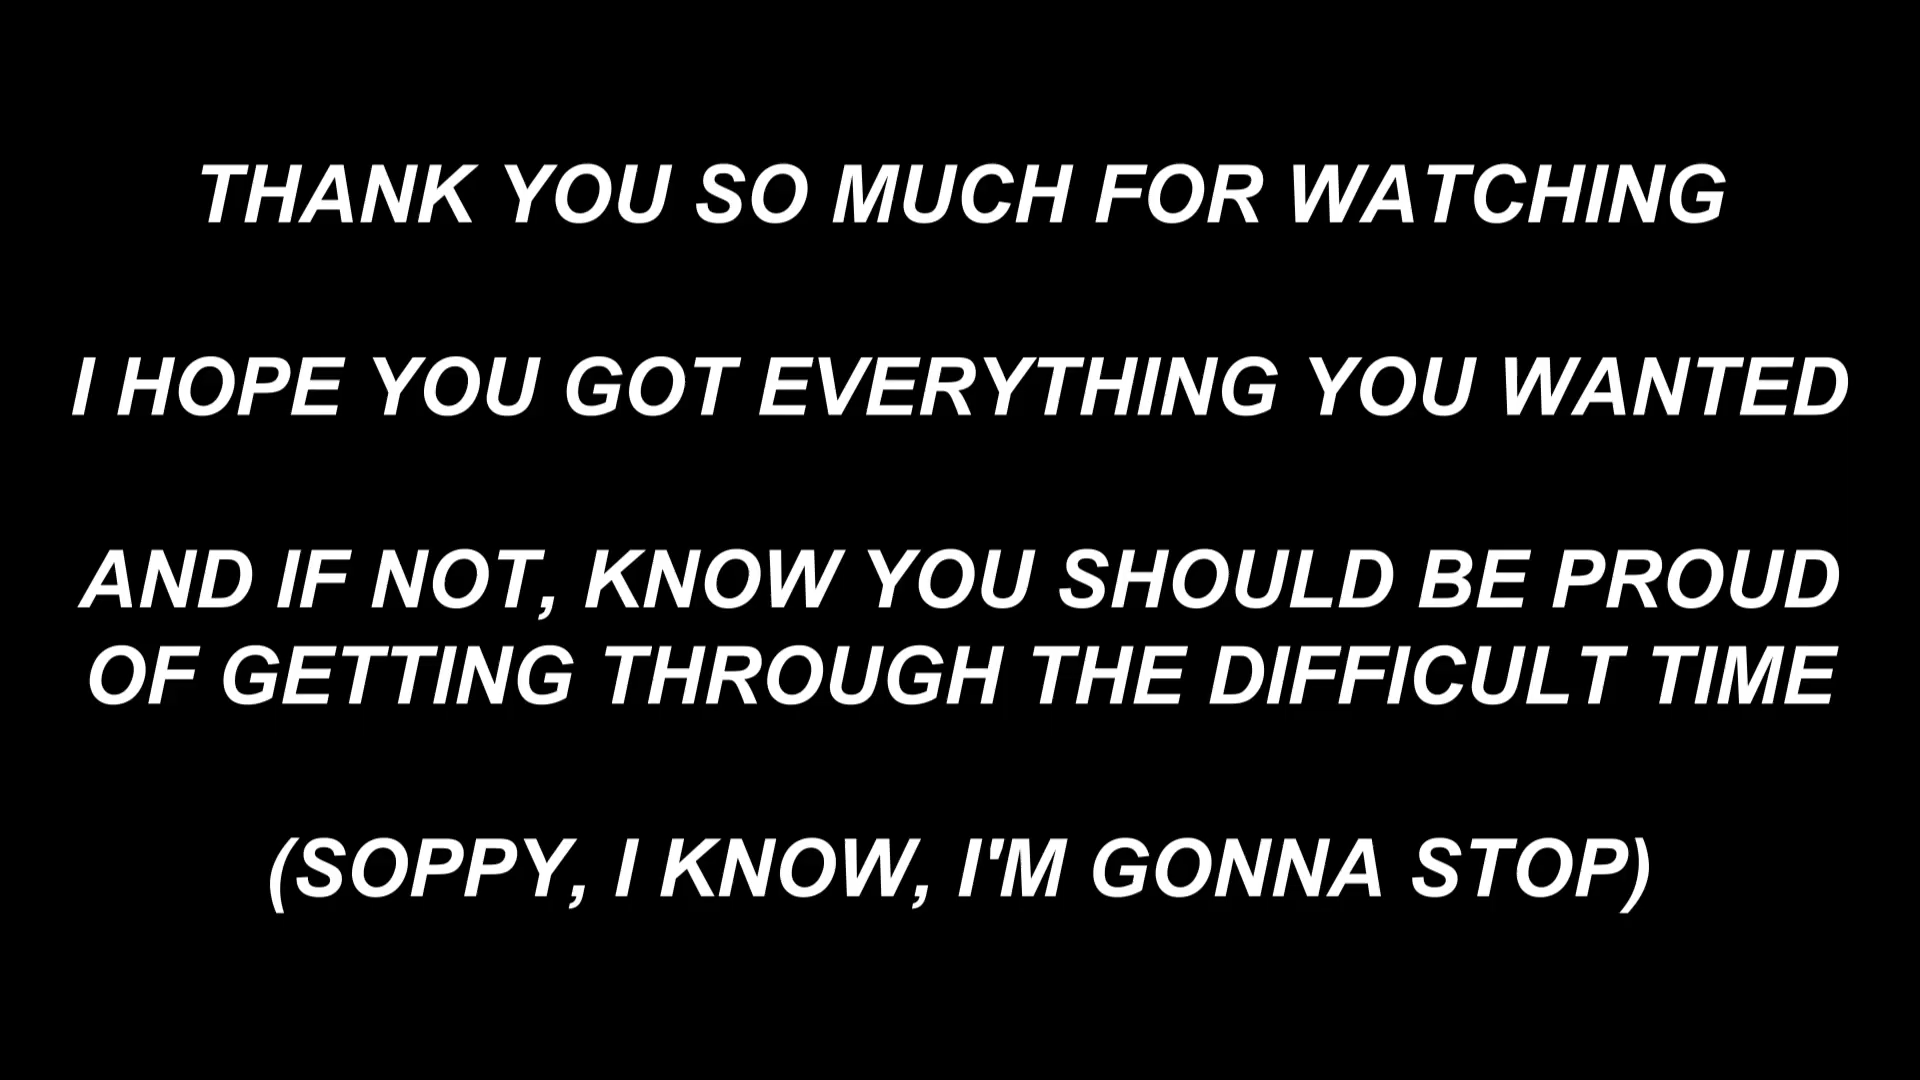 THANK YOU SO MUCH FOR WATCHING
I HOPE YOU GOT EVERYTHING YOU WANTED
AND IF NOT, KNOW YOU SHOULD BE PROUD
OF GETTING THROUGH THE DIFFICULT TIME
(SOPPY, I KNOW, I'M GONNA STOP)